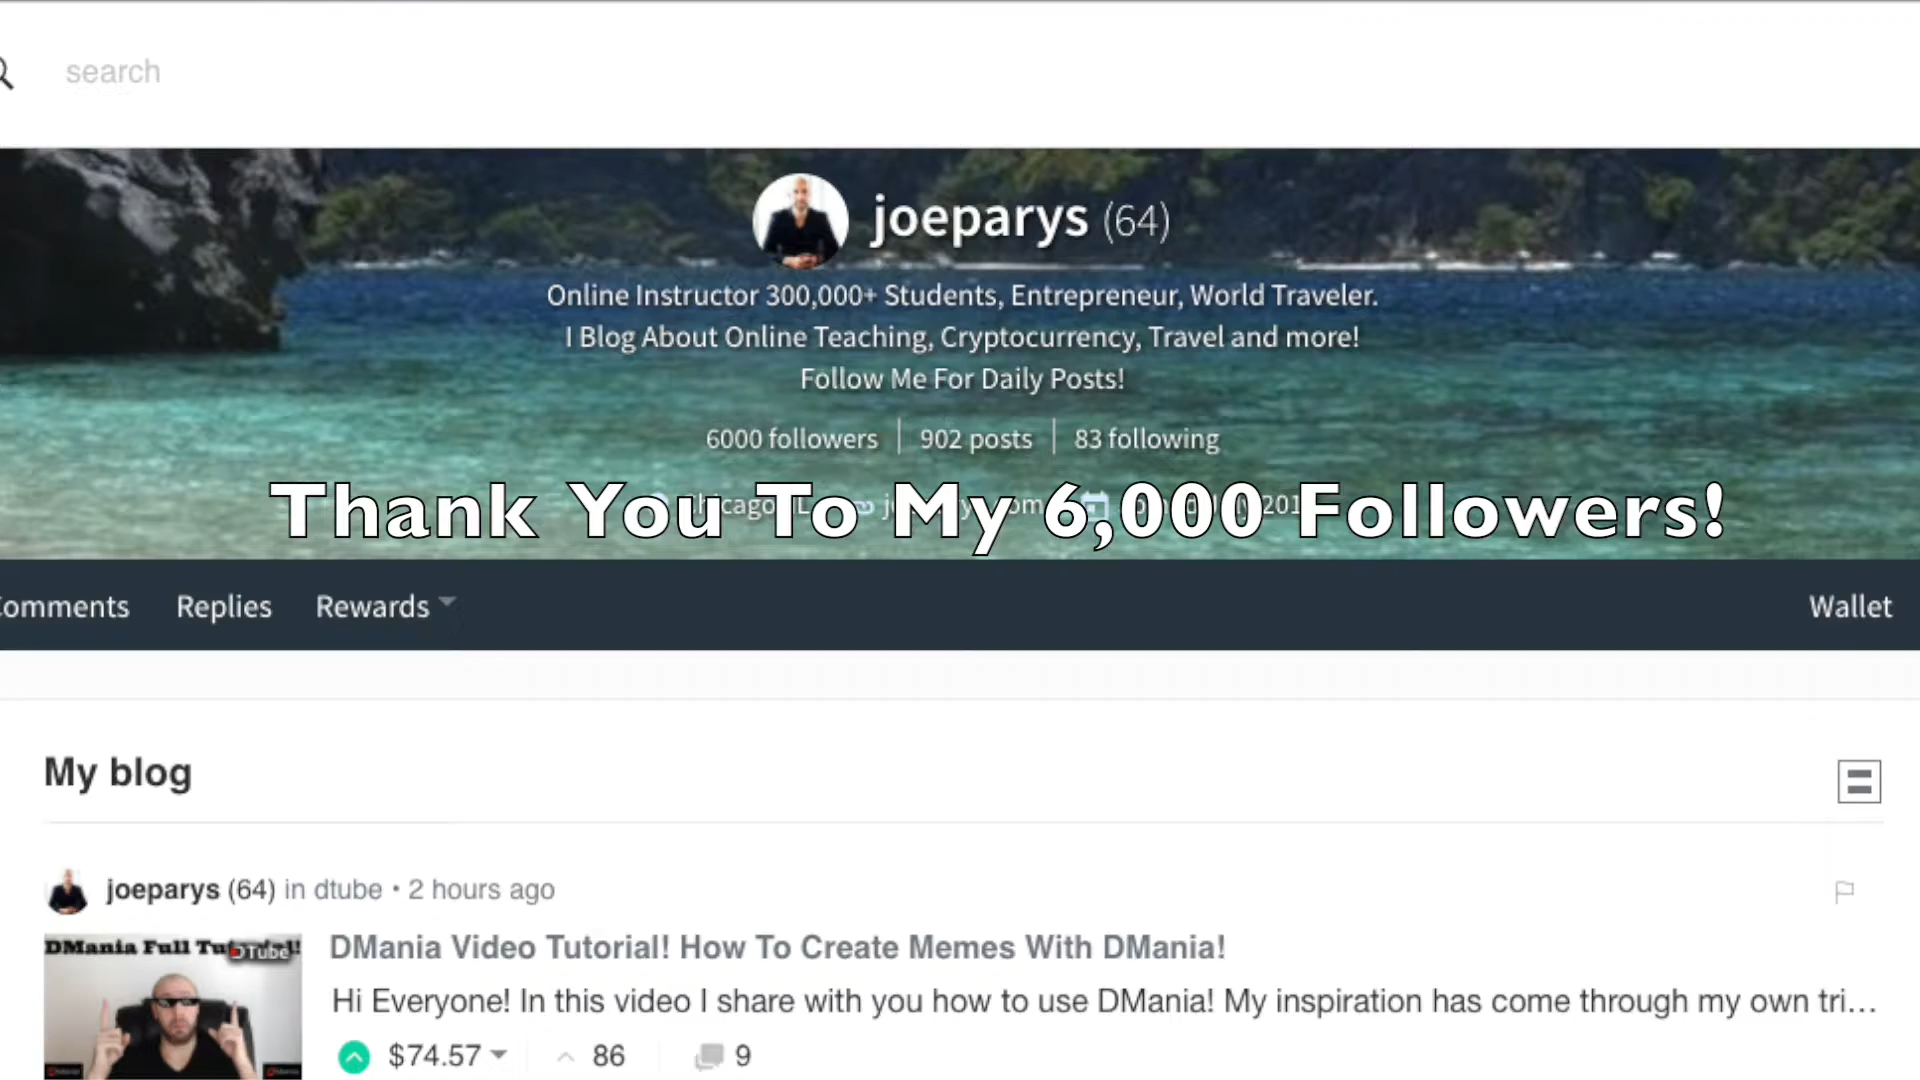 search
joeparys (64)
Online Instructor 300,000+ Students, Entrepreneur, World Traveler.
I Blog About Online Teaching, Cryptocurrency, Travel and more!
Follow Me For Daily Posts!
6000 followers 902 posts 83 following
Thank You To My 6,000 Followers!
Comments Replies Rewards Wallet
My blog
joeparys (64) in dtube • 2 hours ago
DMania Full Tutorial!
DTube
DMania Video Tutorial! How To Create Memes With DMania!
Hi Everyone! In this video I share with you how to use DMania! My inspiration has come through my own tri...
$74.57 86 9